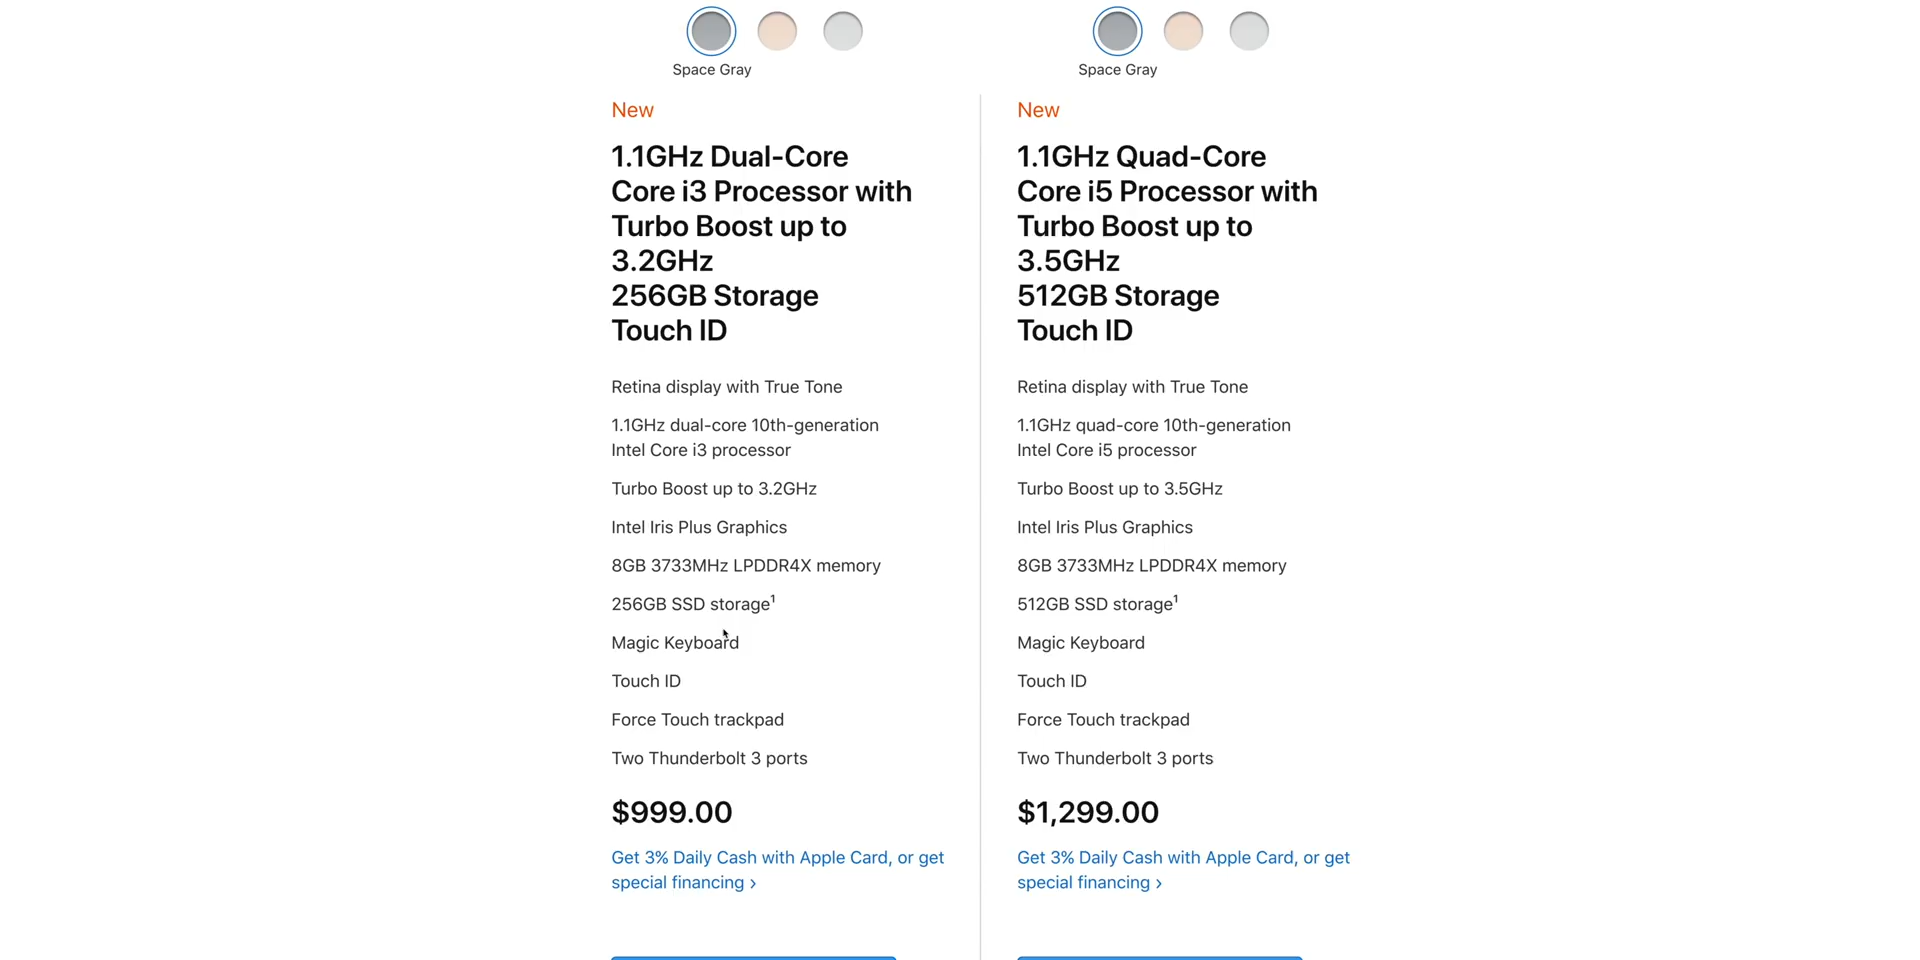 Space Gray
New
1.1GHz Dual-Core
Core i3 Processor with
Turbo Boost up to
3.2GHz
256GB Storage
Touch ID
Retina display with True Tone
1.1GHz dual-core 10th-generation
Intel Core i3 processor
Turbo Boost up to 3.2GHz
Intel Iris Plus Graphics
8GB 3733MHz LPDDR4X memory
256GB SSD storage¹
Magic Keyboard
Touch ID
Force Touch trackpad
Two Thunderbolt 3 ports
$999.00
Get 3% Daily Cash with Apple Card, or get
special financing ›
Space Gray
New
1.1GHz Quad-Core
Core i5 Processor with
Turbo Boost up to
3.5GHz
512GB Storage
Touch ID
Retina display with True Tone
1.1GHz quad-core 10th-generation
Intel Core i5 processor
Turbo Boost up to 3.5GHz
Intel Iris Plus Graphics
8GB 3733MHz LPDDR4X memory
512GB SSD storage¹
Magic Keyboard
Touch ID
Force Touch trackpad
Two Thunderbolt 3 ports
$1,299.00
Get 3% Daily Cash with Apple Card, or get
special financing ›